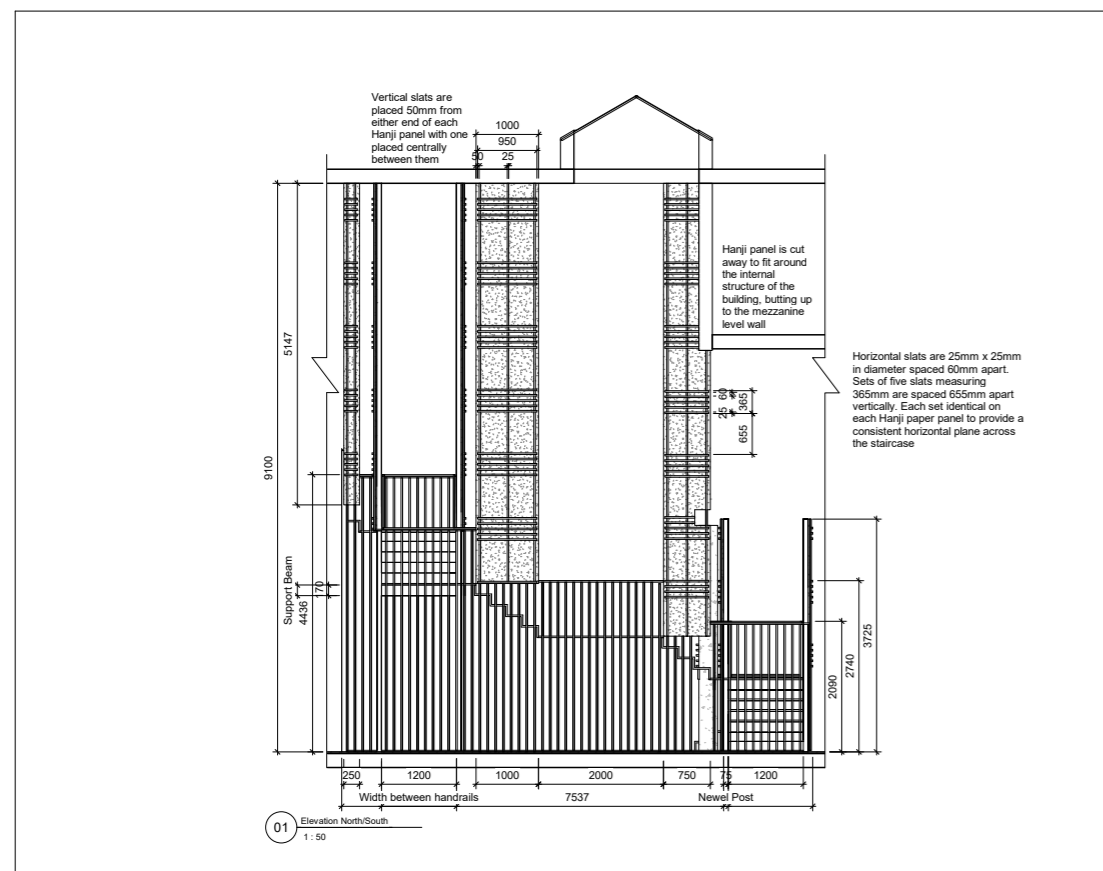 Vertical slats are
placed 50mm from
either end of each
Hanji panel with one
placed centrally
between them
1000
950
50 25
Hanji panel is cut
away to fit around
the internal
structure of the
building, butting up
to the mezzanine
level wall
Horizontal slats are 25mm x 25mm
in diameter spaced 60mm apart.
Sets of five slats measuring
365mm are spaced 655mm apart
vertically. Each set identical on
each Hanji paper panel to provide a
consistent horizontal plane across
the staircase
5147
9100
60
365
25
655
Support Beam
170
4436
2090
2740
3725
250 1200 1000 2000 750 75 1200
Width between handrails 7537 Newel Post
01 Elevation North/South
1 : 50